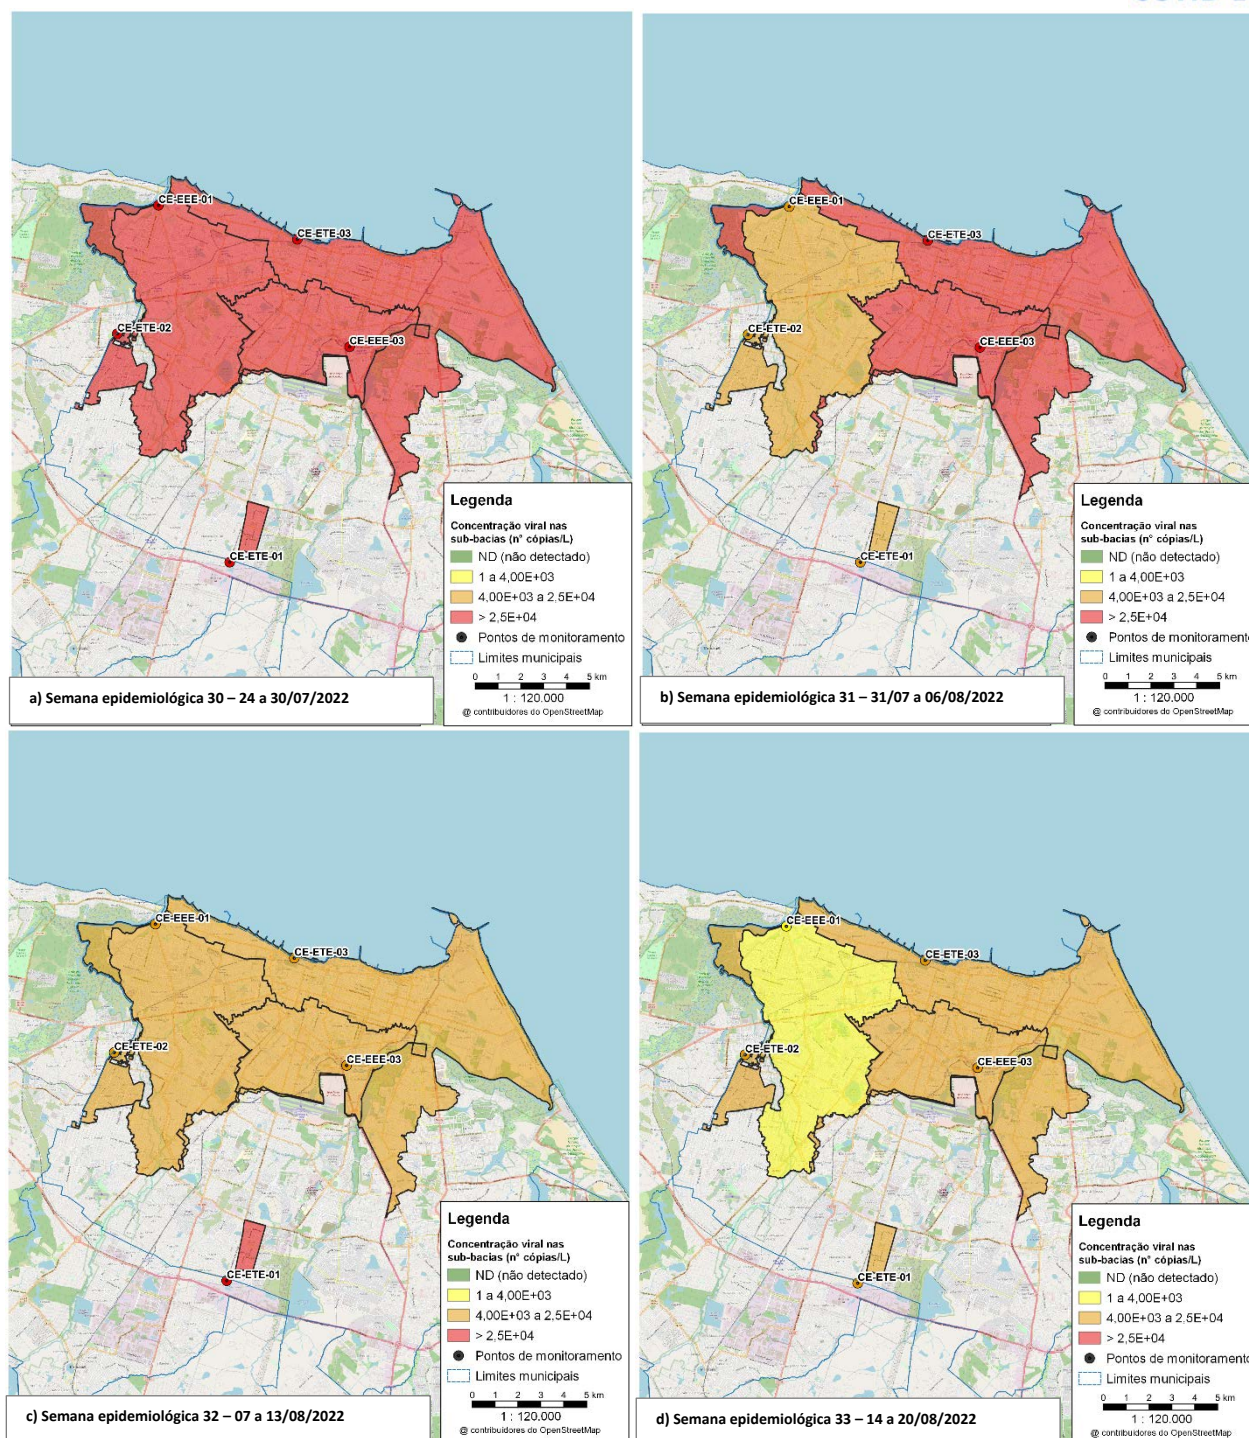 CE-EEE-01
CE-ETE-03
CE-ETE-02
CE-EEE-03
CE-ETE-01
Legenda
Concentração viral nas
sub-bacias (n° cópias/L)
ND (não detectado)
1 a 4,00E+03
4,00E+03 a 2,5E+04
> 2,5E+04
Pontos de monitoramento
Limites municipais
0 1 2 3 4 5 km
1 : 120.000
@ contribuidores do OpenStreetMap
a) Semana epidemiológica 30 – 24 a 30/07/2022
CE-EEE-01
CE-ETE-03
CE-ETE-02
CE-EEE-03
CE-ETE-01
Legenda
Concentração viral nas
sub-bacias (n° cópias/L)
ND (não detectado)
1 a 4,00E+03
4,00E+03 a 2,5E+04
> 2,5E+04
Pontos de monitoramento
Limites municipais
0 1 2 3 4 5 km
1 : 120.000
@ contribuidores do OpenStreetMap
b) Semana epidemiológica 31 – 31/07 a 06/08/2022
CE-EEE-01
CE-ETE-03
CE-ETE-02
CE-EEE-03
CE-ETE-01
Legenda
Concentração viral nas
sub-bacias (n° cópias/L)
ND (não detectado)
1 a 4,00E+03
4,00E+03 a 2,5E+04
> 2,5E+04
Pontos de monitoramento
Limites municipais
0 1 2 3 4 5 km
1 : 120.000
@ contribuidores do OpenStreetMap
c) Semana epidemiológica 32 – 07 a 13/08/2022
CE-EEE-01
CE-ETE-03
CE-ETE-02
CE-EEE-03
CE-ETE-01
Legenda
Concentração viral nas
sub-bacias (n° cópias/L)
ND (não detectado)
1 a 4,00E+03
4,00E+03 a 2,5E+04
> 2,5E+04
Pontos de monitoramento
Limites municipais
0 1 2 3 4 5 km
1 : 120.000
@ contribuidores do OpenStreetMap
d) Semana epidemiológica 33 – 14 a 20/08/2022